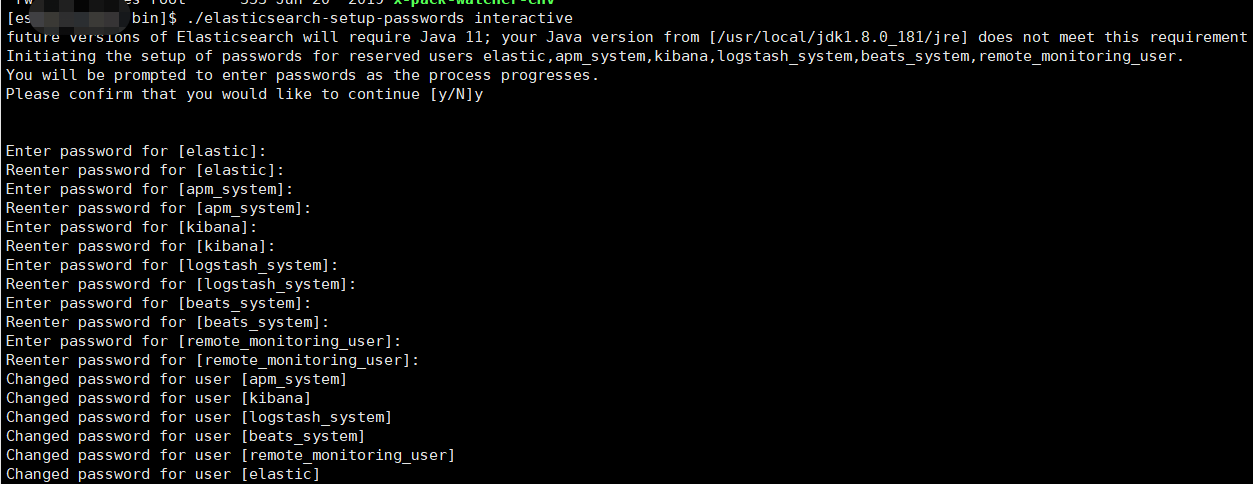 root 353 Jun 20 2019 x-pack-watcher-env
[es bin]$ ./elasticsearch-setup-passwords interactive
future versions of Elasticsearch will require Java 11; your Java version from [/usr/local/jdk1.8.0_181/jre] does not meet this requirement
Initiating the setup of passwords for reserved users elastic,apm_system,kibana,logstash_system,beats_system,remote_monitoring_user.
You will be prompted to enter passwords as the process progresses.
Please confirm that you would like to continue [y/N]y
Enter password for [elastic]:
Reenter password for [elastic]:
Enter password for [apm_system]:
Reenter password for [apm_system]:
Enter password for [kibana]:
Reenter password for [kibana]:
Enter password for [logstash_system]:
Reenter password for [logstash_system]:
Enter password for [beats_system]:
Reenter password for [beats_system]:
Enter password for [remote_monitoring_user]:
Reenter password for [remote_monitoring_user]:
Changed password for user [apm_system]
Changed password for user [kibana]
Changed password for user [logstash_system]
Changed password for user [beats_system]
Changed password for user [remote_monitoring_user]
Changed password for user [elastic]